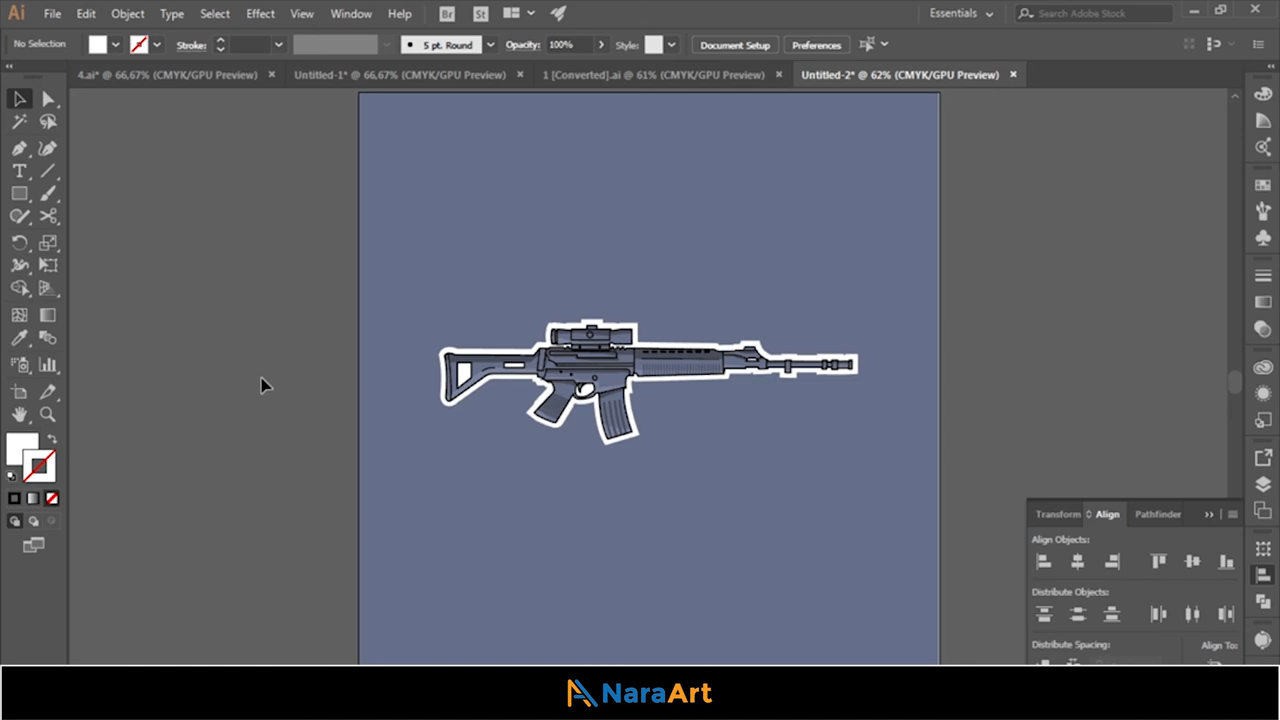 Ai File Edit Object Type Select Effect View Window Help Br St Essentials Search Adobe Stock
No Selection Stroke: 5 pt. Round Opacity: 100% Style: Document Setup Preferences
4.ai* @ 66,67% (CMYK/GPU Preview) Untitled-1* @ 66,67% (CMYK/GPU Preview) 1 [Converted].ai @ 61% (CMYK/GPU Preview) Untitled-2* @ 62% (CMYK/GPU Preview)
Transform Align Pathfinder
Align Objects:
Distribute Objects:
Distribute Spacing: Align To:
NaraArt